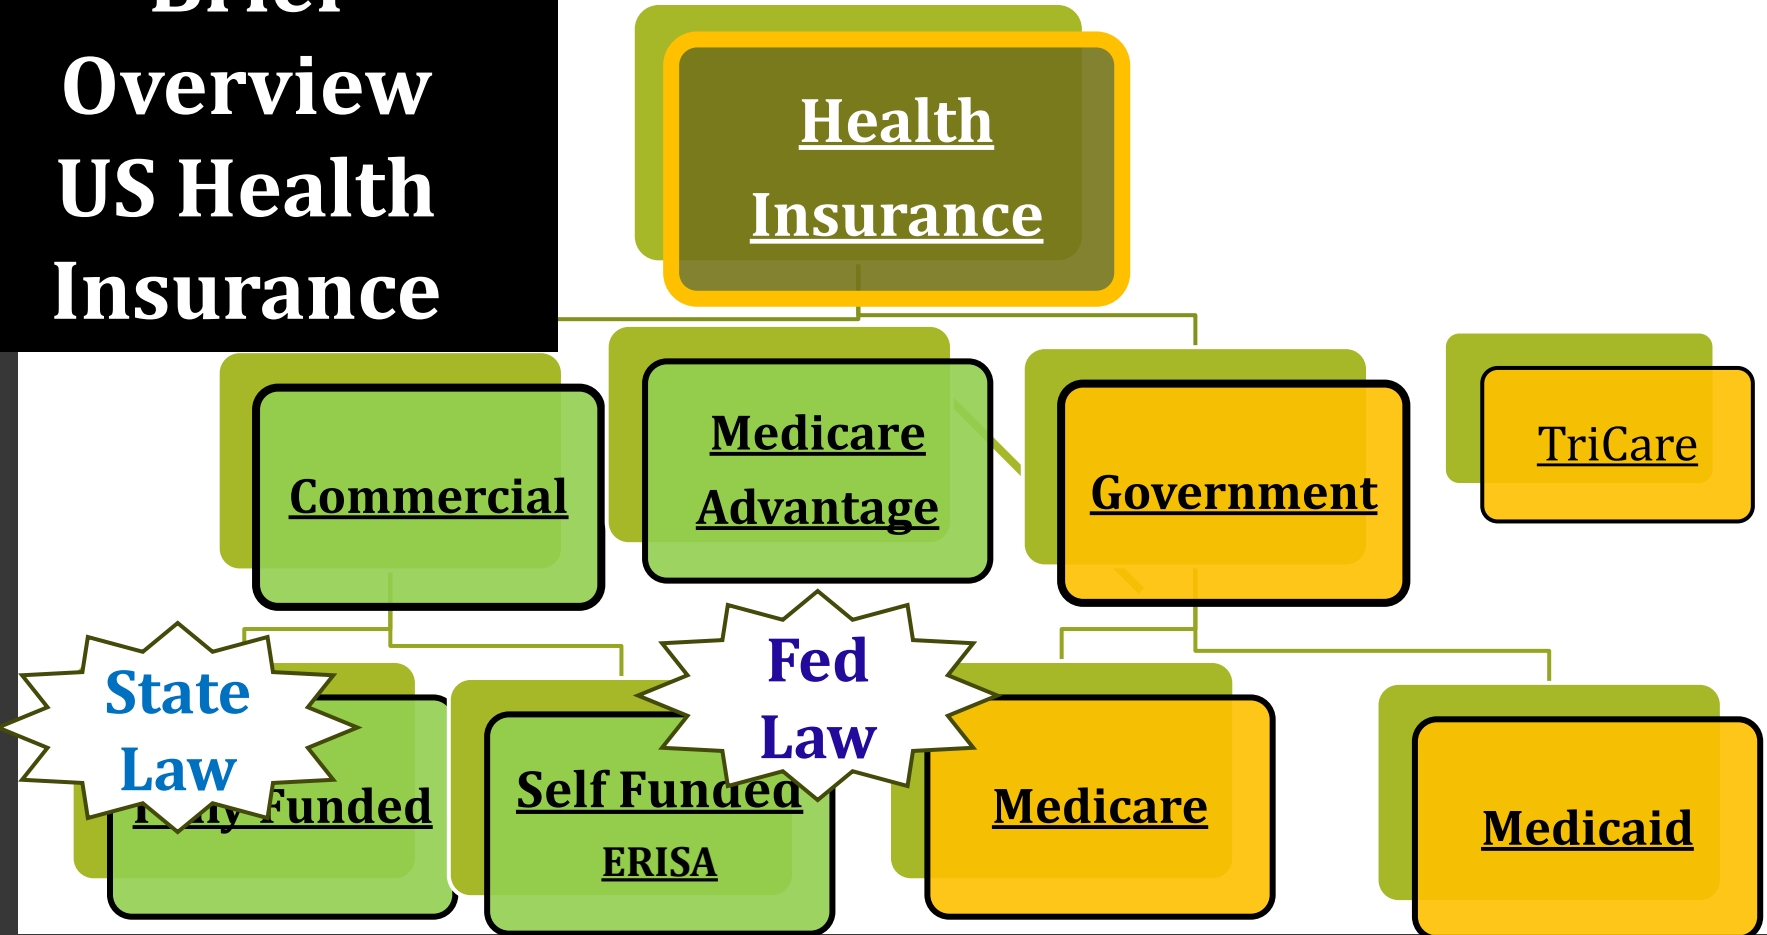 Brief
Overview
US Health
Insurance
Health
Insurance
Commercial
Medicare
Advantage
Government
TriCare
State
Law
Fed
Law
Funded
Self Funded
ERISA
Medicare
Medicaid